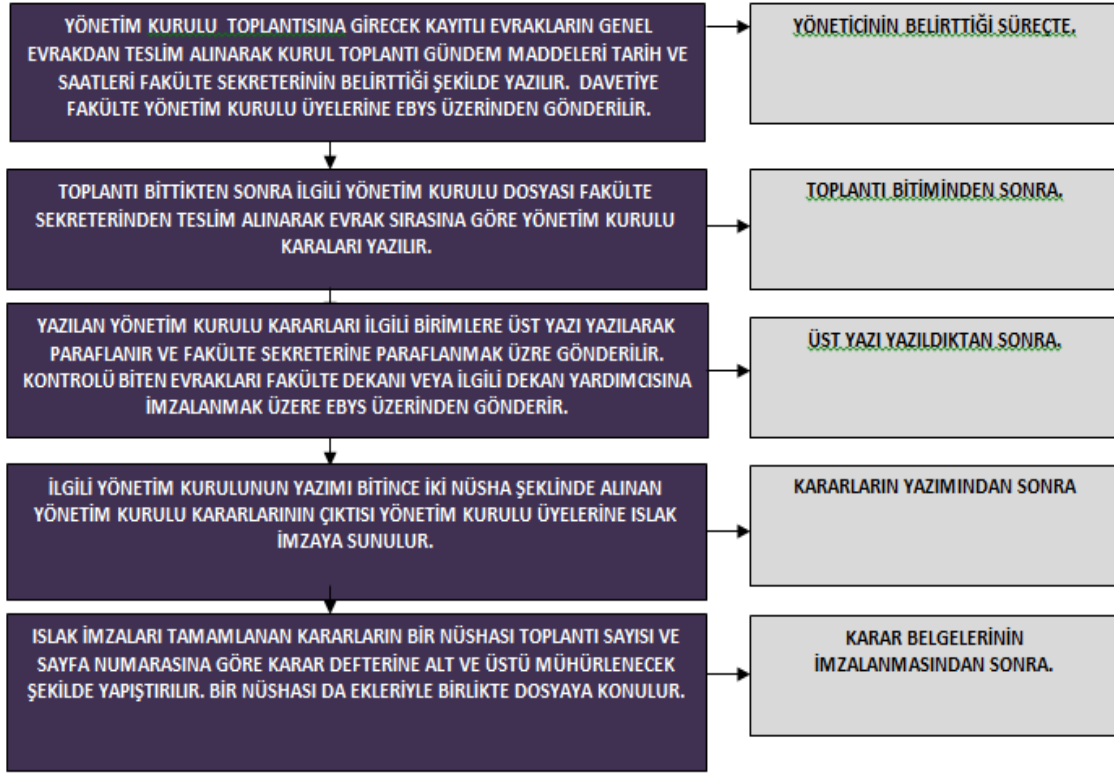 YÖNETİM KURULU TOPLANTISINA GİRECEK KAYITLI EVRAKLARIN GENEL
EVRAKDAN TESLİM ALINARAK KURUL TOPLANTI GÜNDEM MADDELERİ TARİH VE
SAATLERİ FAKÜLTE SEKRETERİNİN BELİRTTİĞİ ŞEKİLDE YAZILIR. DAVETİYE
FAKÜLTE YÖNETİM KURULU ÜYELERİNE EBYS ÜZERİNDEN GÖNDERİLİR.
YÖNETİCİNİN BELİRTTİĞİ SÜREÇTE.
TOPLANTI BİTTİKTEN SONRA İLGİLİ YÖNETİM KURULU DOSYASI FAKÜLTE
SEKRETERİNDEN TESLİM ALINARAK EVRAK SIRASINA GÖRE YÖNETİM KURULU
KARALARI YAZILIR.
TOPLANTI BİTİMİNDEN SONRA.
YAZILAN YÖNETİM KURULU KARARLARI İLGİLİ BİRİMLERE ÜST YAZI YAZILARAK
PARAFLANIR VE FAKÜLTE SEKRETERİNE PARAFLANMAK ÜZRE GÖNDERİLİR.
KONTROLÜ BİTEN EVRAKLARI FAKÜLTE DEKANI VEYA İLGİLİ DEKAN YARDIMCISINA
İMZALANMAK ÜZERE EBYS ÜZERİNDEN GÖNDERİR.
ÜST YAZI YAZILDIKTAN SONRA.
İLGİLİ YÖNETİM KURULUNUN YAZIMI BİTİNCE İKİ NÜSHA ŞEKLİNDE ALINAN
YÖNETİM KURULU KARARLARININ ÇIKTISI YÖNETİM KURULU ÜYELERİNE ISLAK
İMZAYA SUNULUR.
KARARLARIN YAZIMINDAN SONRA
ISLAK İMZALARI TAMAMLANAN KARARLARIN BİR NÜSHASI TOPLANTI SAYISI VE
SAYFA NUMARASINA GÖRE KARAR DEFTERİNE ALT VE ÜSTÜ MÜHÜRLENECEK
ŞEKİLDE YAPIŞTIRILIR. BİR NÜSHASI DA EKLERİYLE BİRLİKTE DOSYAYA KONULUR.
KARAR BELGELERİNİN
İMZALANMASINDAN SONRA.